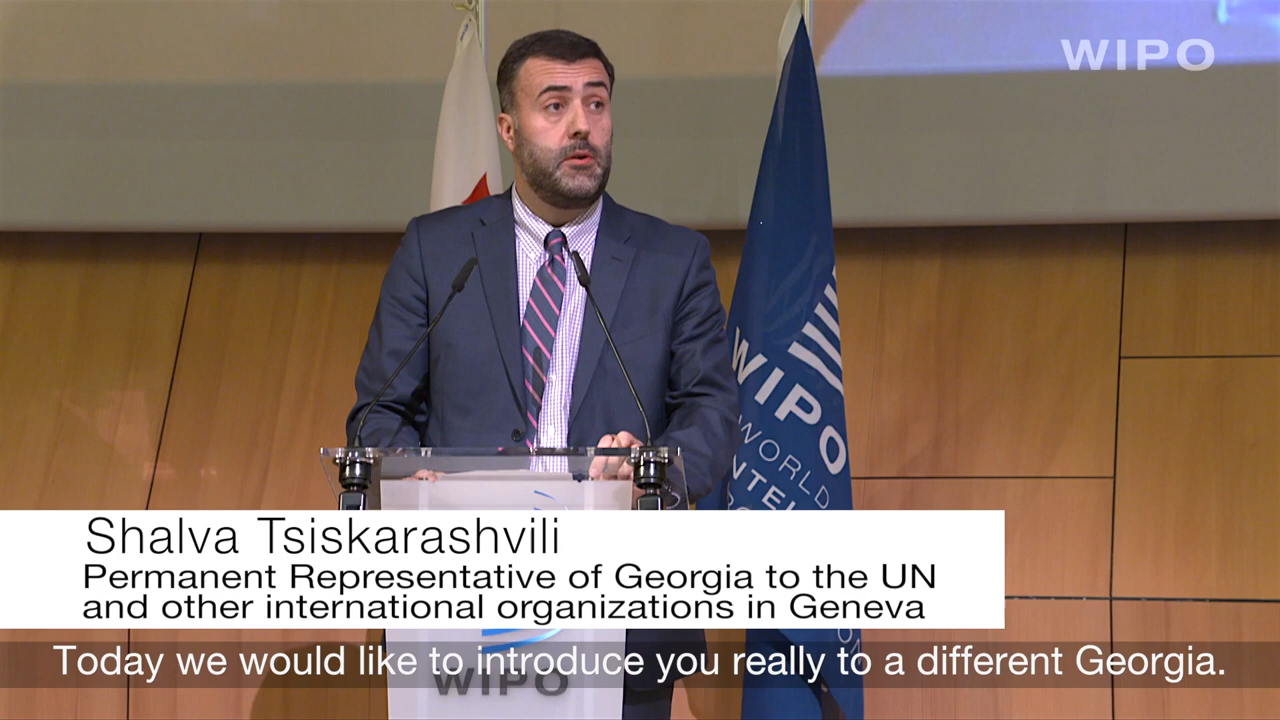 WIPO
WIPO
WORLD
Shalva Tsiskarashvili
Permanent Representative of Georgia to the UN
and other international organizations in Geneva
Today we would like to introduce you really to a different Georgia.
WIPO